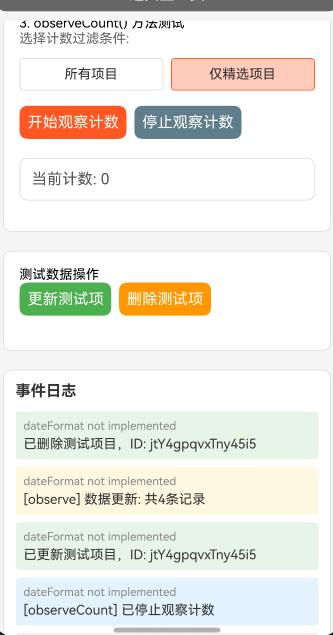 3. observeCount() 方法测试
选择计数过滤条件:
所有项目
仅精选项目
开始观察计数
停止观察计数
当前计数: 0
测试数据操作
更新测试项
删除测试项
事件日志
dateFormat not implemented
已删除测试项目，ID: jtY4gpqvxTny45i5
dateFormat not implemented
[observe] 数据更新: 共4条记录
dateFormat not implemented
已更新测试项目，ID: jtY4gpqvxTny45i5
dateFormat not implemented
[observeCount] 已停止观察计数